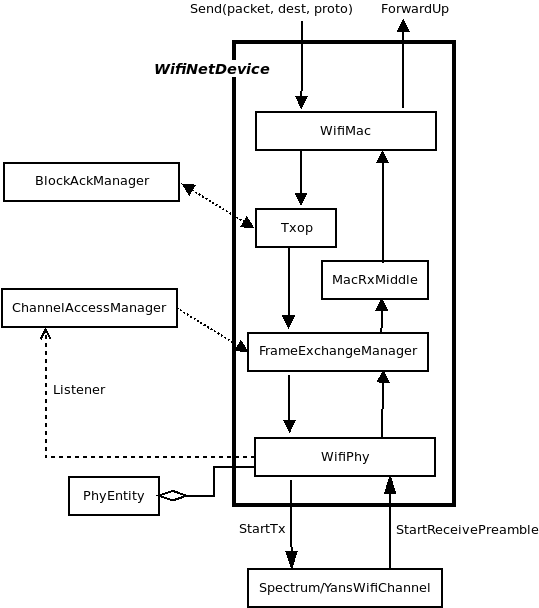 Send(packet, dest, proto)
ForwardUp
WifiNetDevice
WifiMac
BlockAckManager
Txop
MacRxMiddle
ChannelAccessManager
FrameExchangeManager
Listener
WifiPhy
PhyEntity
StartTx
StartReceivePreamble
Spectrum/YansWifiChannel